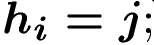 h_i = j;